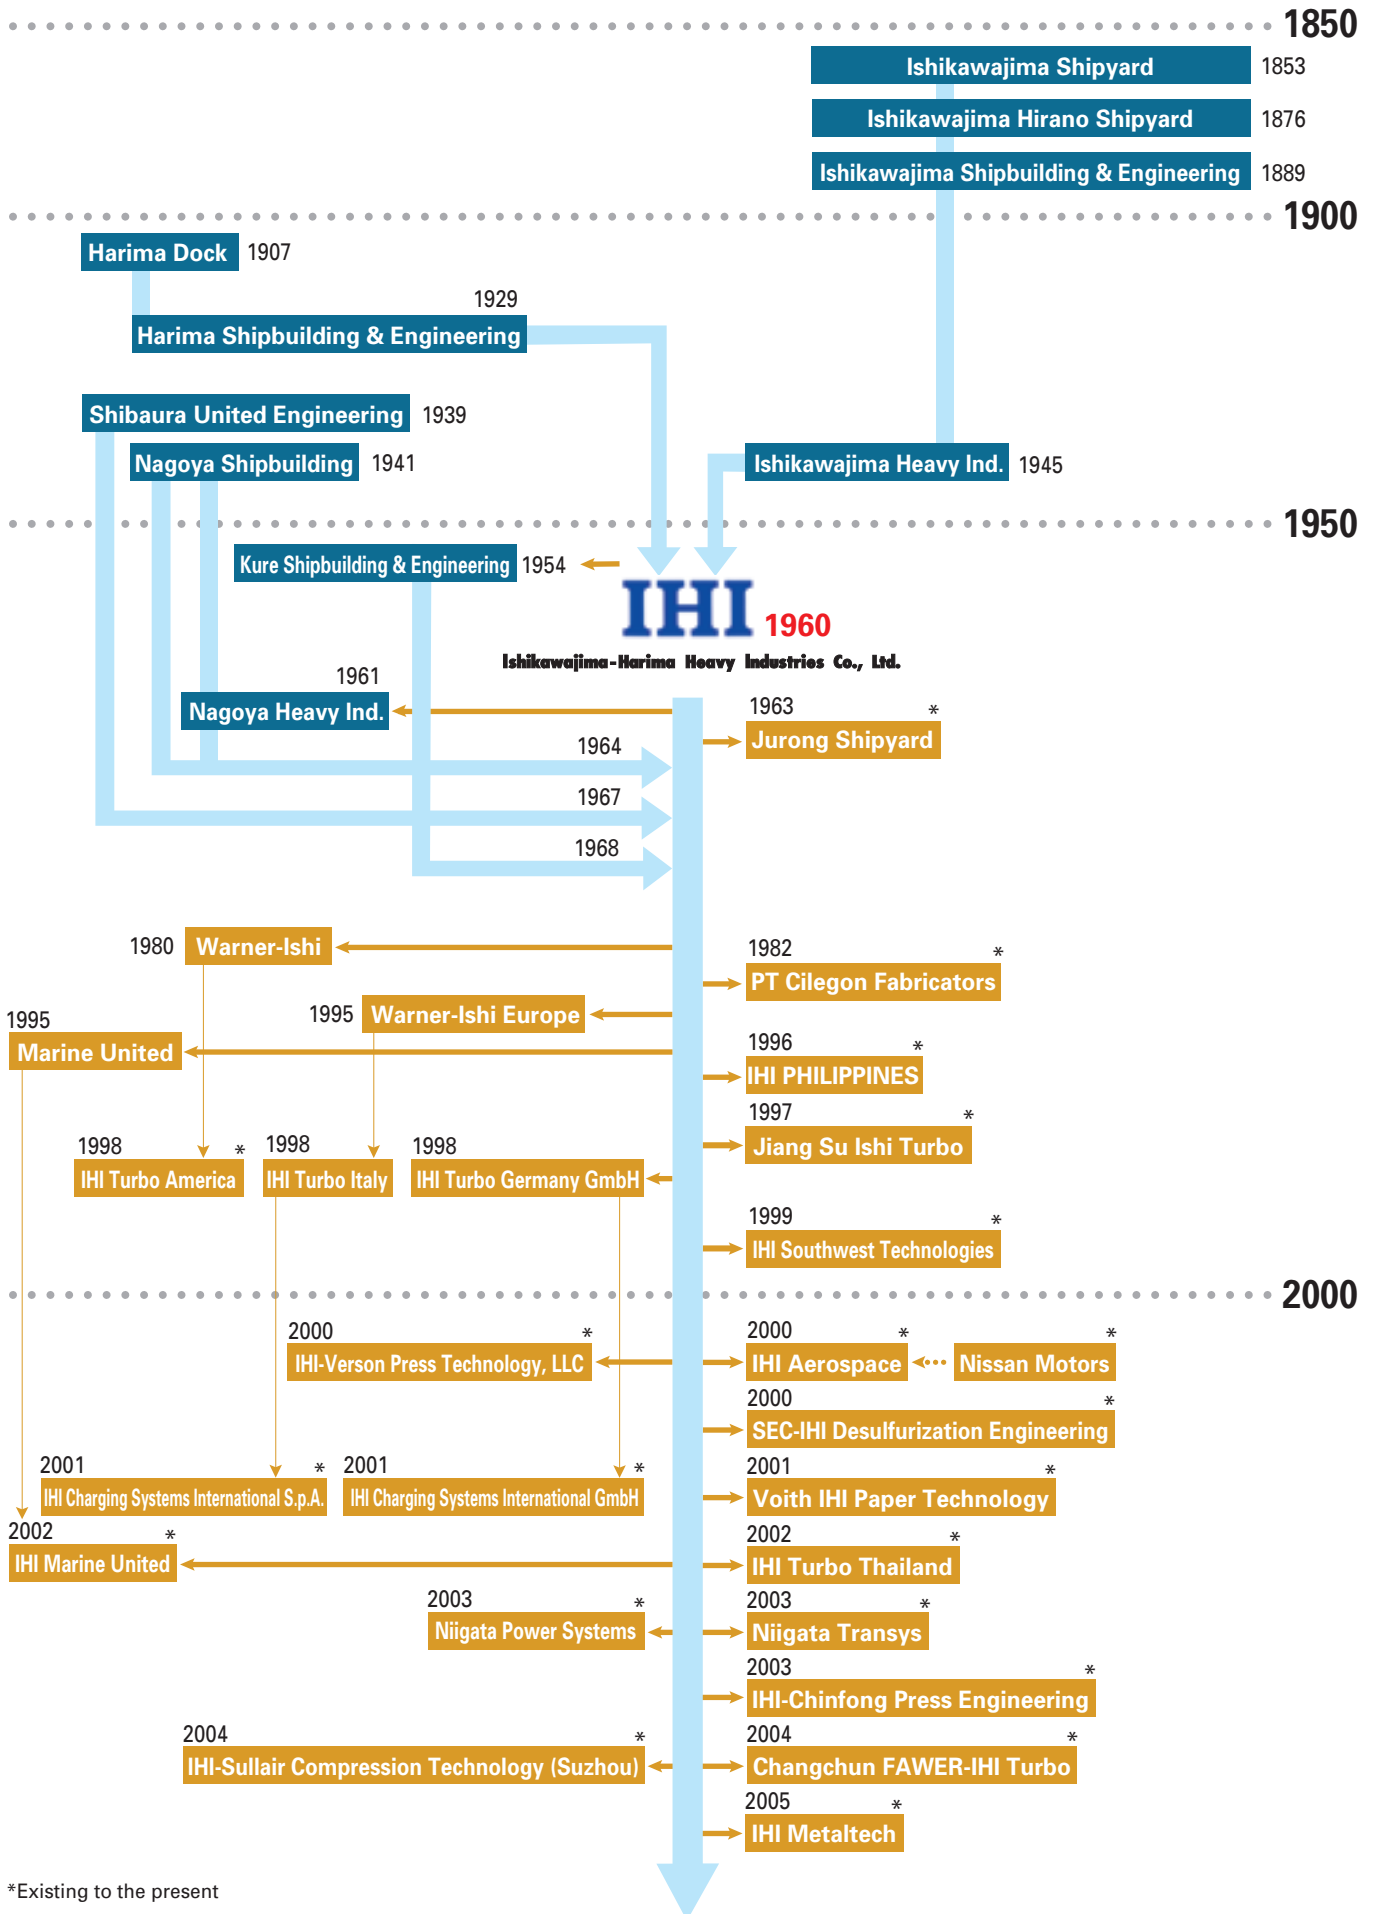 1850
Ishikawajima Shipyard 1853
Ishikawajima Hirano Shipyard 1876
Ishikawajima Shipbuilding & Engineering 1889
1900
Harima Dock 1907
1929
Harima Shipbuilding & Engineering
Shibaura United Engineering 1939
Nagoya Shipbuilding 1941
Ishikawajima Heavy Ind. 1945
1950
Kure Shipbuilding & Engineering 1954
IHI 1960
Ishikawajima-Harima Heavy Industries Co., Ltd.
1961
Nagoya Heavy Ind.
1963 *
Jurong Shipyard
1964
1967
1968
1980 Warner-Ishi
1982 *
PT Cilegon Fabricators
1995 Warner-Ishi Europe
1995
Marine United
1996 *
IHI PHILIPPINES
1997 *
Jiang Su Ishi Turbo
1998 *
IHI Turbo America
1998
IHI Turbo Italy
1998
IHI Turbo Germany GmbH
1999 *
IHI Southwest Technologies
2000
2000 *
IHI-Verson Press Technology, LLC
2000 *
IHI Aerospace
*
Nissan Motors
2000 *
SEC-IHI Desulfurization Engineering
2001 *
IHI Charging Systems International S.p.A.
2001 *
IHI Charging Systems International GmbH
2001 *
Voith IHI Paper Technology
2002 *
IHI Marine United
2002 *
IHI Turbo Thailand
2003 *
Niigata Power Systems
2003 *
Niigata Transys
2003 *
IHI-Chinfong Press Engineering
2004 *
IHI-Sullair Compression Technology (Suzhou)
2004 *
Changchun FAWER-IHI Turbo
2005 *
IHI Metaltech
*Existing to the present